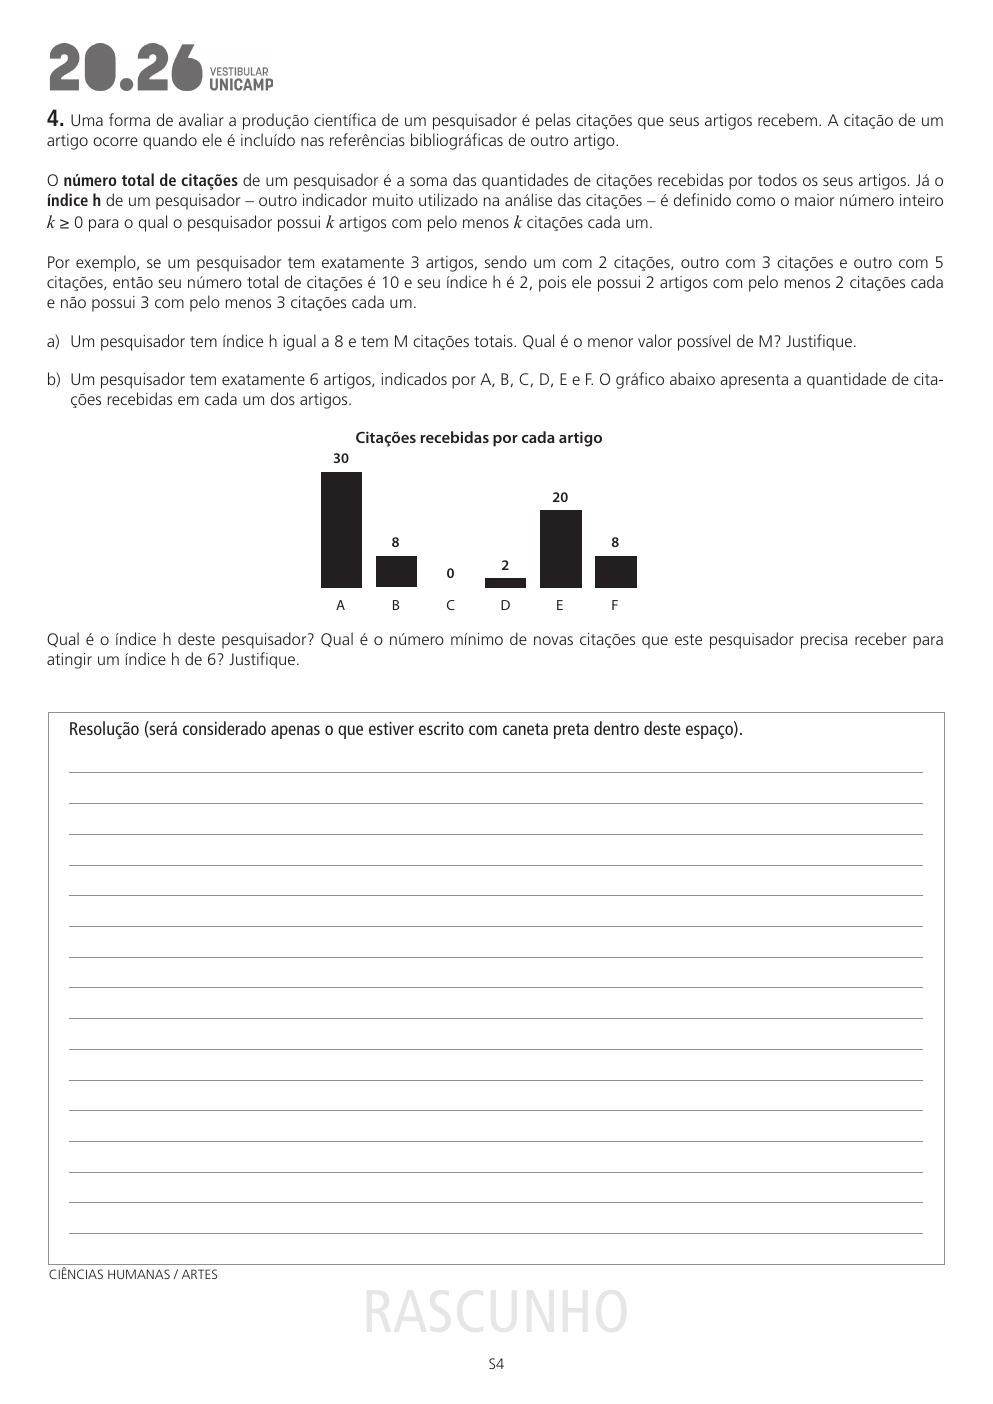 20.26 VESTIBULAR
UNICAMP
4. Uma forma de avaliar a produção científica de um pesquisador é pelas citações que seus artigos recebem. A citação de um
artigo ocorre quando ele é incluído nas referências bibliográficas de outro artigo.
O número total de citações de um pesquisador é a soma das quantidades de citações recebidas por todos os seus artigos. Já o
índice h de um pesquisador – outro indicador muito utilizado na análise das citações – é definido como o maior número inteiro
k ≥ 0 para o qual o pesquisador possui k artigos com pelo menos k citações cada um.
Por exemplo, se um pesquisador tem exatamente 3 artigos, sendo um com 2 citações, outro com 3 citações e outro com 5
citações, então seu número total de citações é 10 e seu índice h é 2, pois ele possui 2 artigos com pelo menos 2 citações cada
e não possui 3 com pelo menos 3 citações cada um.
a) Um pesquisador tem índice h igual a 8 e tem M citações totais. Qual é o menor valor possível de M? Justifique.
b) Um pesquisador tem exatamente 6 artigos, indicados por A, B, C, D, E e F. O gráfico abaixo apresenta a quantidade de cita-
ções recebidas em cada um dos artigos.
Citações recebidas por cada artigo
30
20
8 8
2
0
A B C D E F
Qual é o índice h deste pesquisador? Qual é o número mínimo de novas citações que este pesquisador precisa receber para
atingir um índice h de 6? Justifique.
Resolução (será considerado apenas o que estiver escrito com caneta preta dentro deste espaço).
CIÊNCIAS HUMANAS / ARTES
RASCUNHO
S4